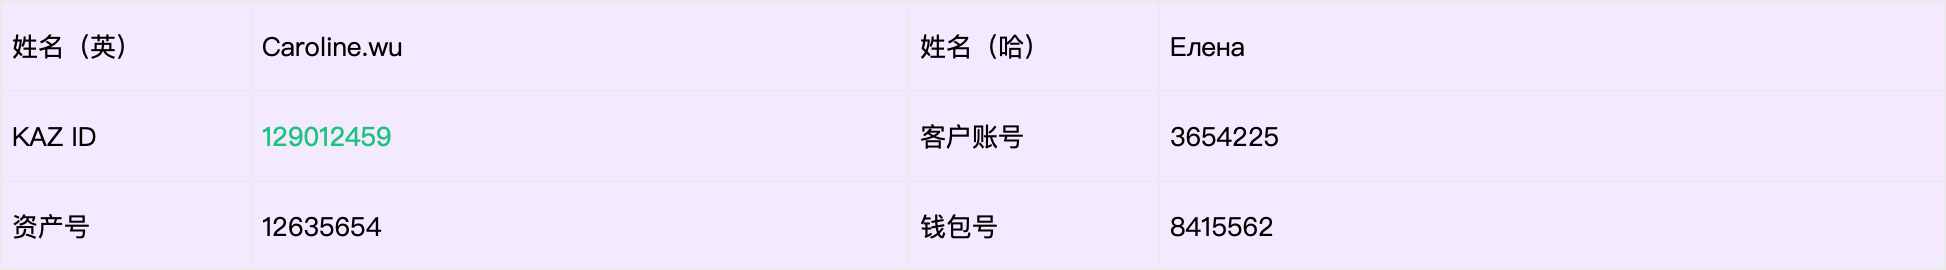 姓名（英） Caroline.wu 姓名（哈） Елена
KAZ ID 129012459 客户账号 3654225
资产号 12635654 钱包号 8415562